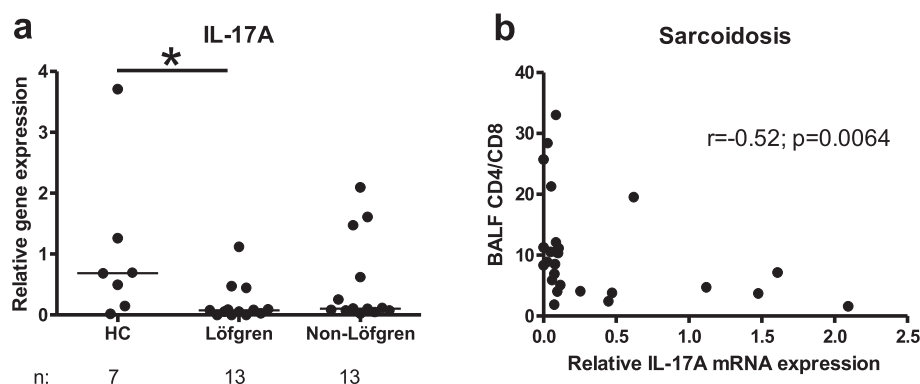 a
IL-17A
*
Relative gene expression
4
3
2
1
0
HC Löfgren Non-Löfgren
n: 7 13 13
b
Sarcoidosis
r=-0.52; p=0.0064
BALF CD4/CD8
40
30
20
10
0
0.0 0.5 1.0 1.5 2.0 2.5
Relative IL-17A mRNA expression